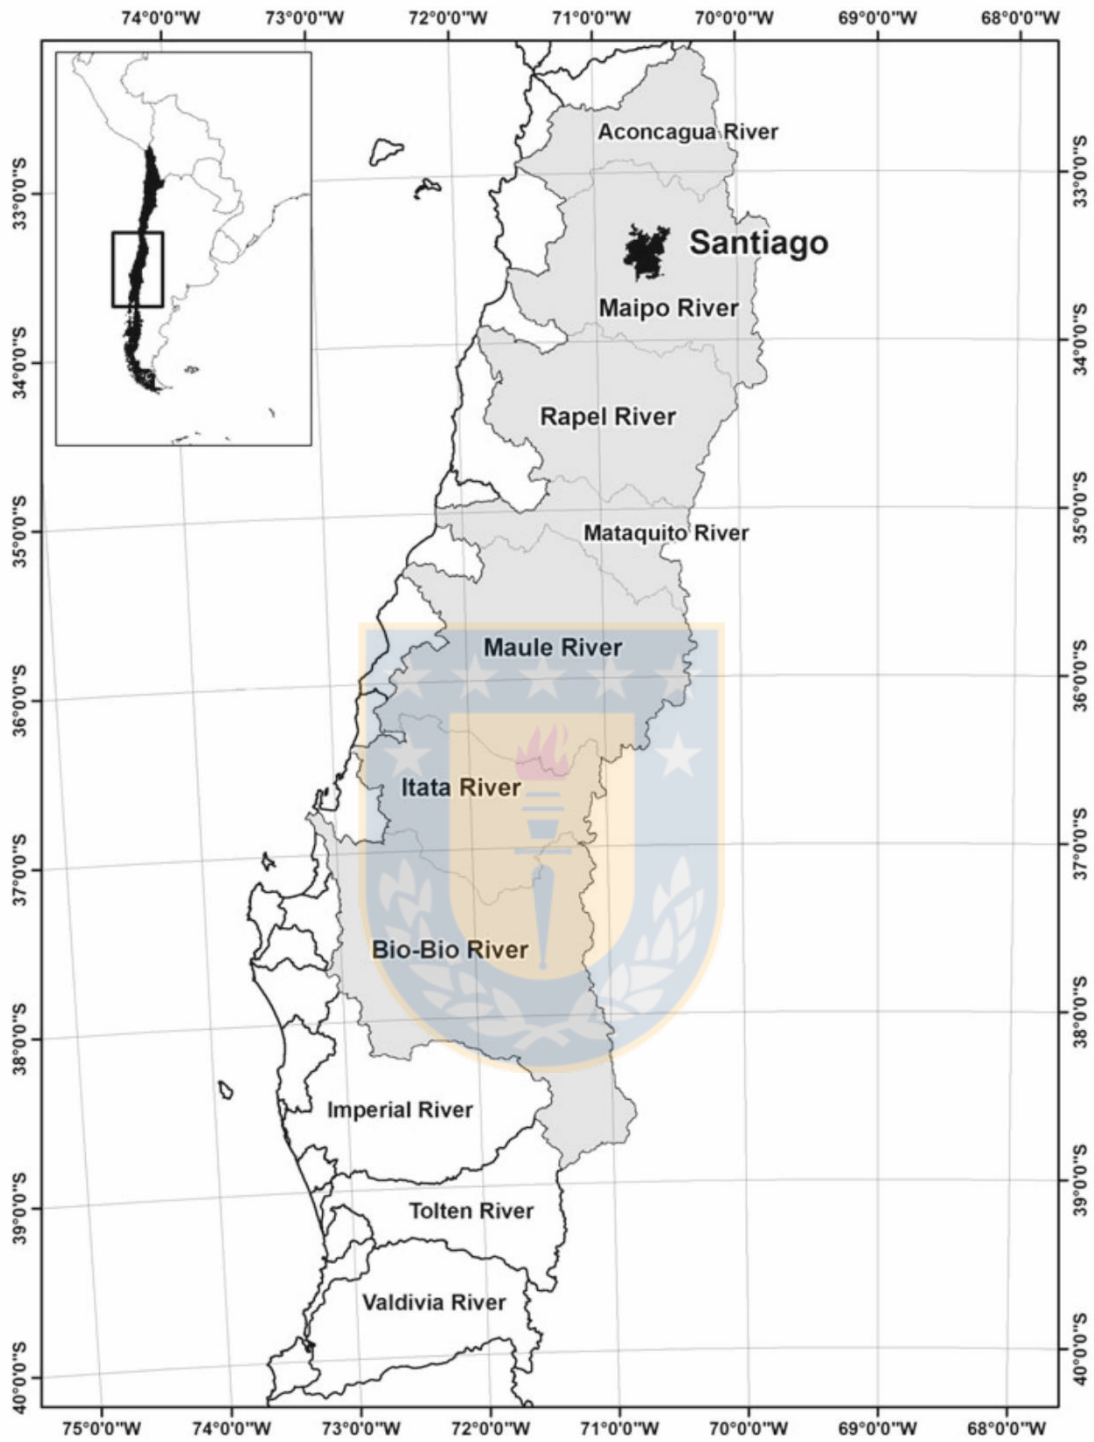 74°0'0"W 73°0'0"W 72°0'0"W 71°0'0"W 70°0'0"W 69°0'0"W 68°0'0"W
Aconcagua River
33°0'0"S 33°0'0"S
Santiago
Maipo River
34°0'0"S 34°0'0"S
Rapel River
35°0'0"S 35°0'0"S
Mataquito River
Maule River
36°0'0"S 36°0'0"S
Itata River
37°0'0"S 37°0'0"S
Bio-Bio River
38°0'0"S 38°0'0"S
Imperial River
39°0'0"S 39°0'0"S
Tolten River
Valdivia River
40°0'0"S 40°0'0"S
75°0'0"W 74°0'0"W 73°0'0"W 72°0'0"W 71°0'0"W 70°0'0"W 69°0'0"W 68°0'0"W